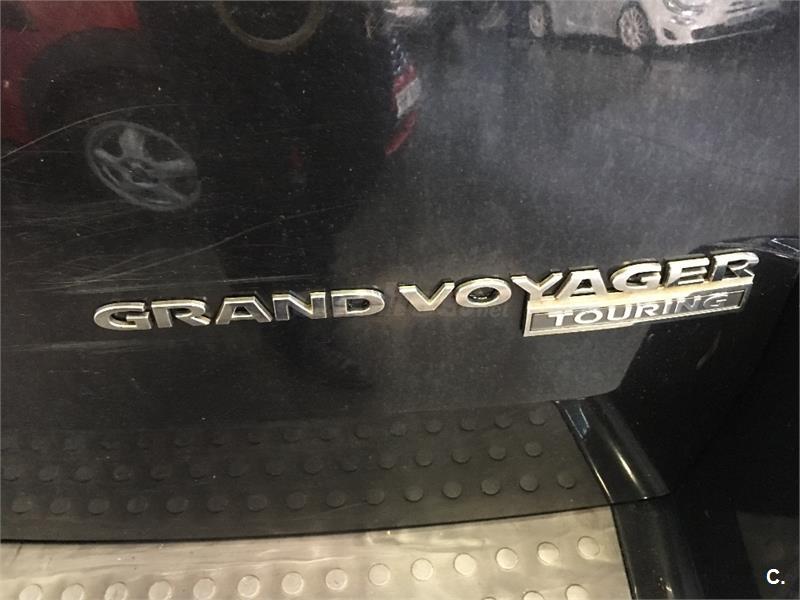 GRAND VOYAGER
TOURING
C.